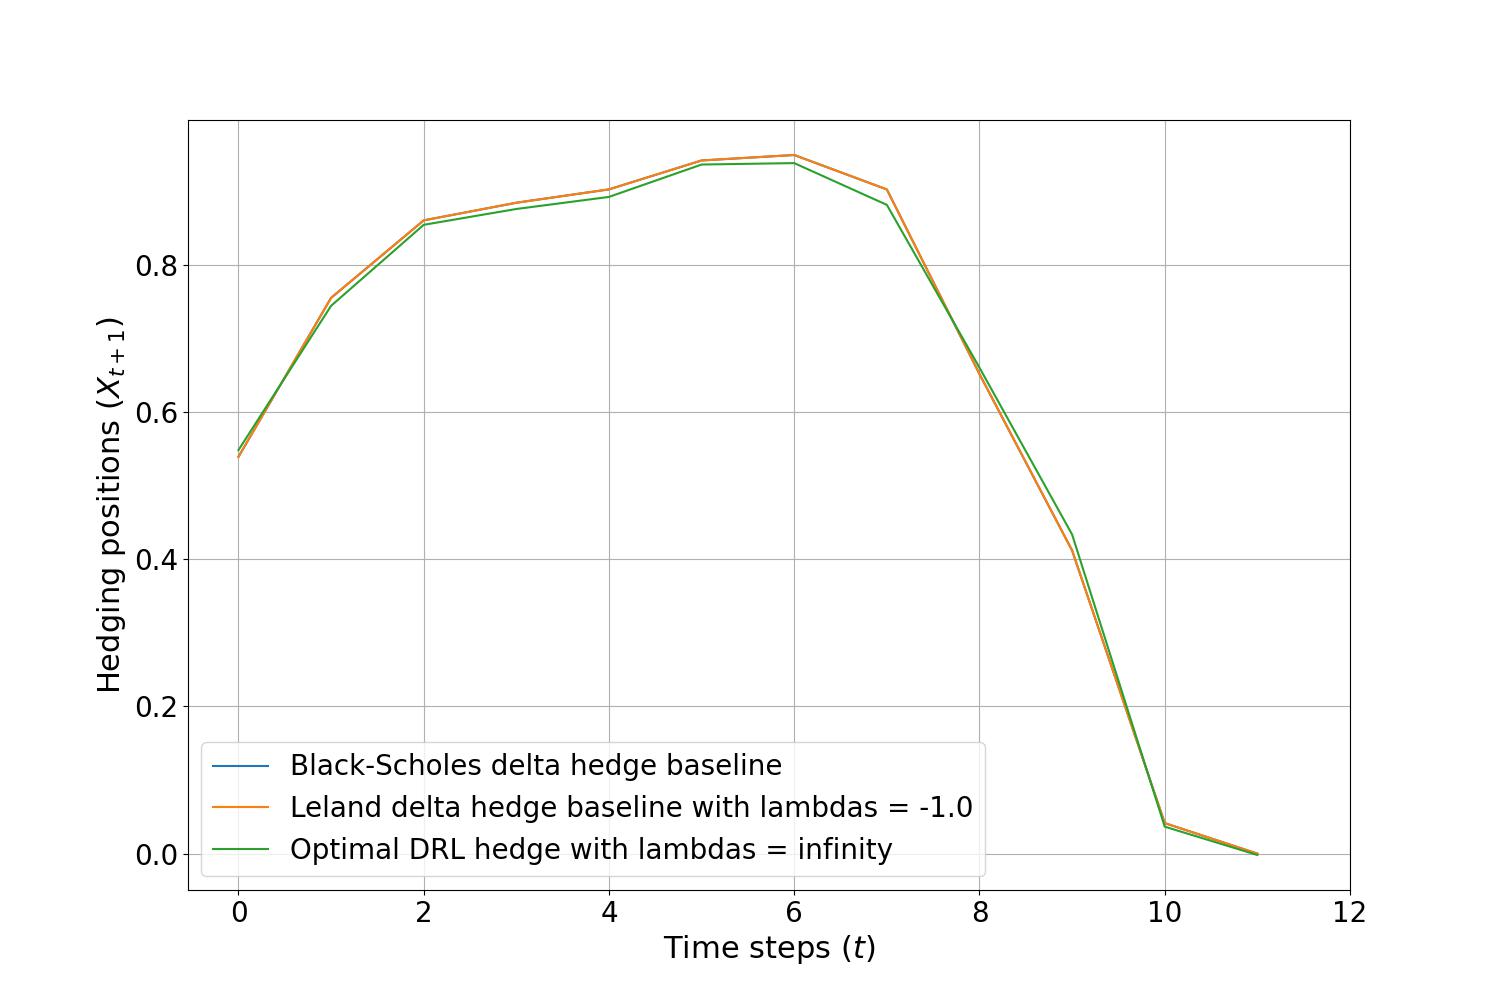 Hedging positions (X_{t+1})
0.8
0.6
0.4
0.2
0.0
Black-Scholes delta hedge baseline
Leland delta hedge baseline with lambdas = -1.0
Optimal DRL hedge with lambdas = infinity
0 2 4 6 8 10 12
Time steps (t)